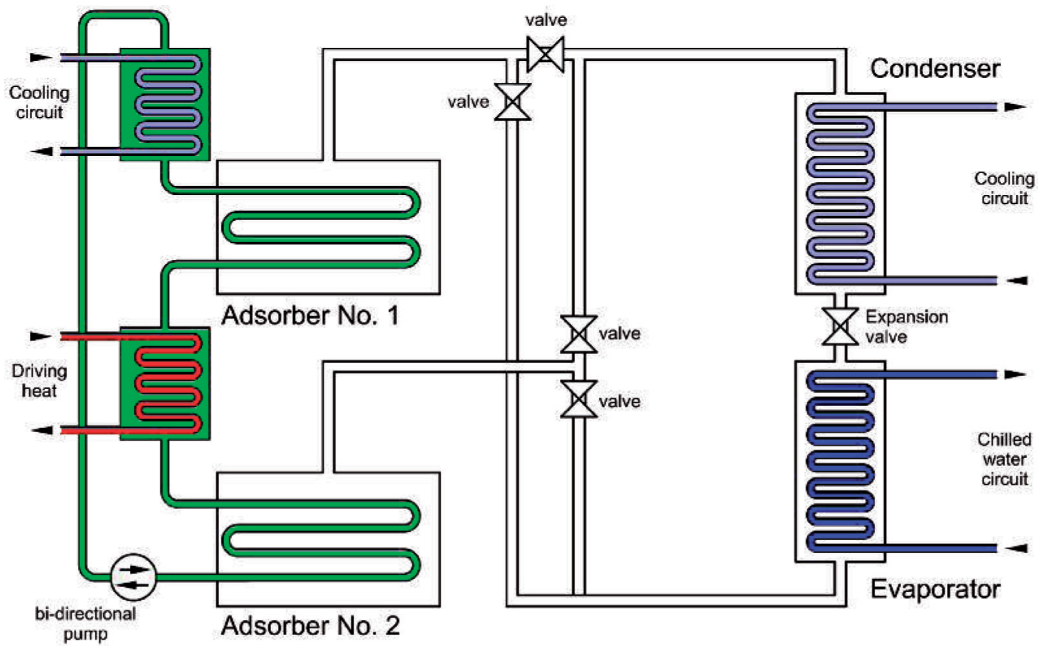 valve
valve
Condenser
Cooling
circuit
Cooling
circuit
Adsorber No. 1
valve
Expansion
valve
Driving
heat
valve
Chilled
water
circuit
Evaporator
bi-directional
pump
Adsorber No. 2